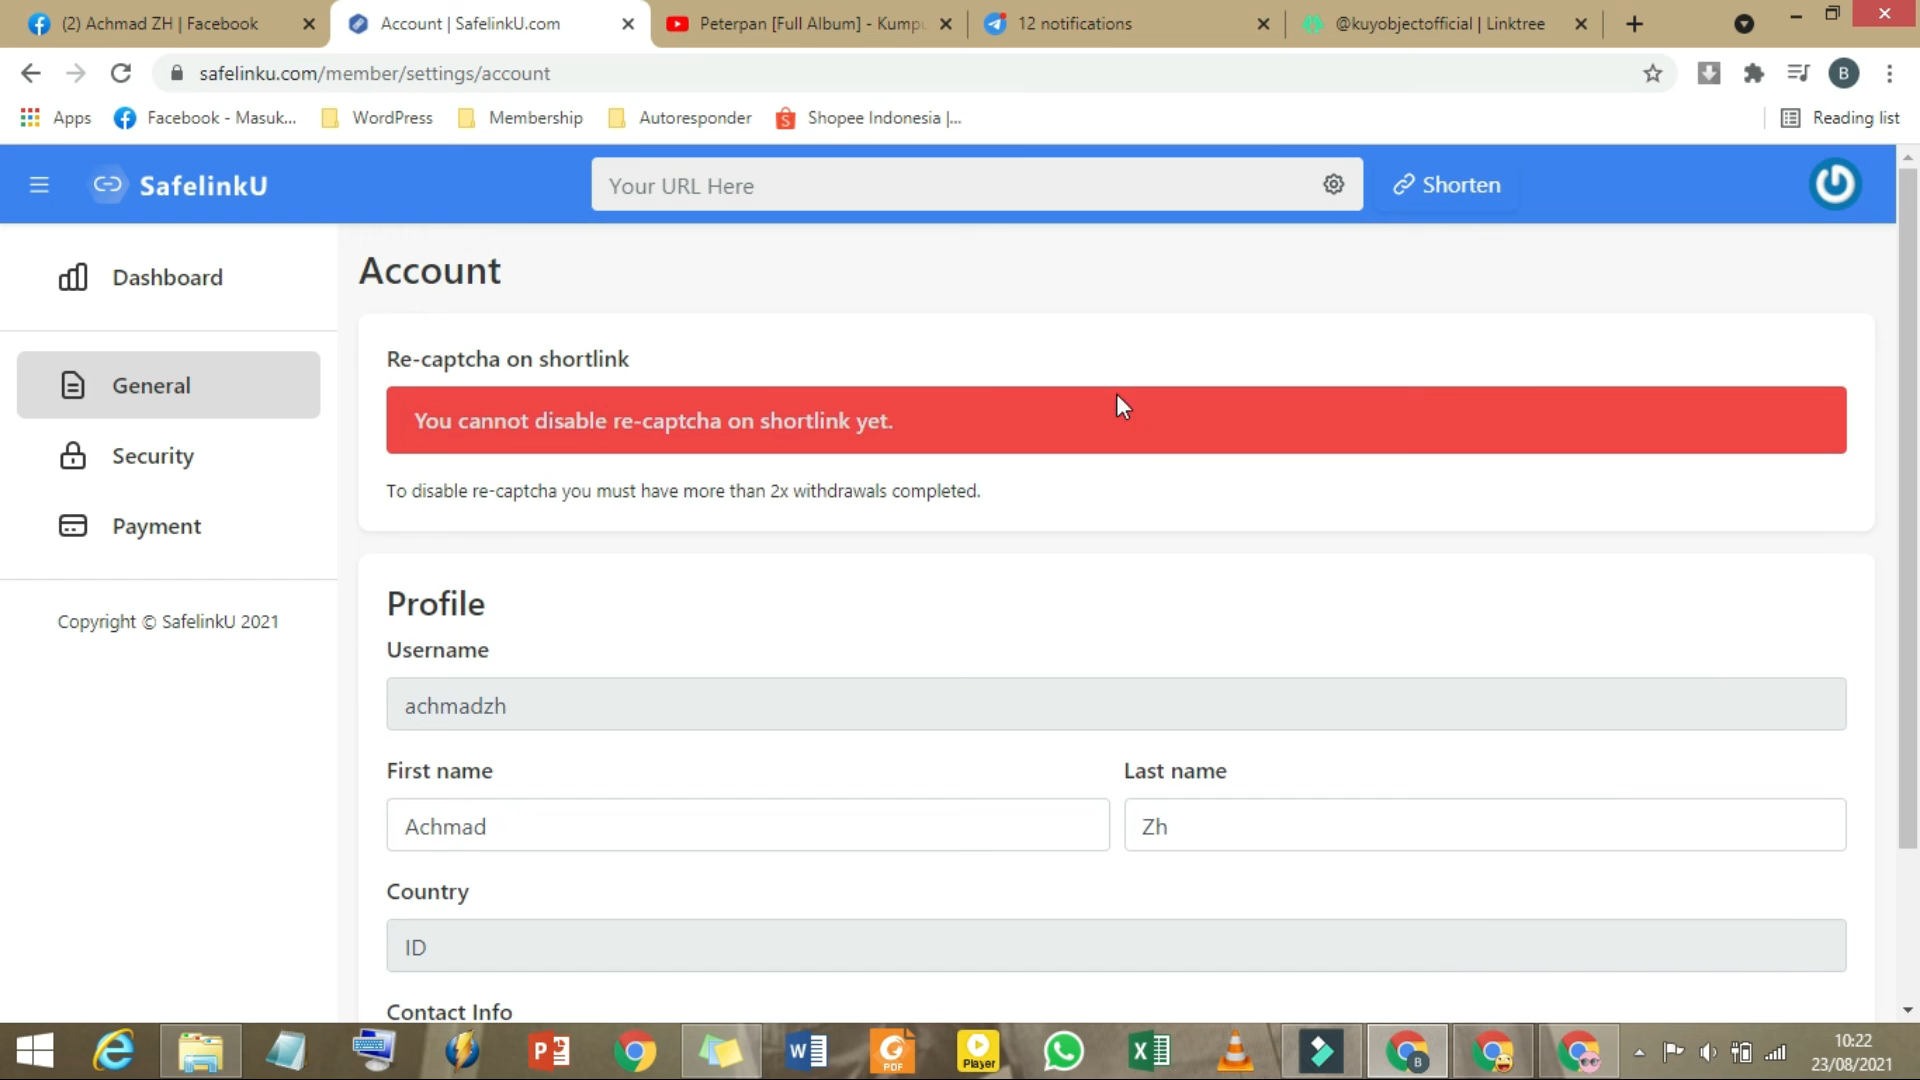 (2) Achmad ZH | Facebook
Account | SafelinkU.com
Peterpan [Full Album] - Kumpu
12 notifications
@kuyobjectofficial | Linktree
safelinku.com/member/settings/account
B
Apps
Facebook - Masuk...
WordPress
Membership
Autoresponder
Shopee Indonesia |...
Reading list
SafelinkU
Your URL Here
Shorten
Dashboard
General
Security
Payment
Copyright © SafelinkU 2021
Account
Re-captcha on shortlink
You cannot disable re-captcha on shortlink yet.
To disable re-captcha you must have more than 2x withdrawals completed.
Profile
Username
achmadzh
First name
Last name
Achmad
Zh
Country
ID
Contact Info
PDF
Player
B
10:22
23/08/2021